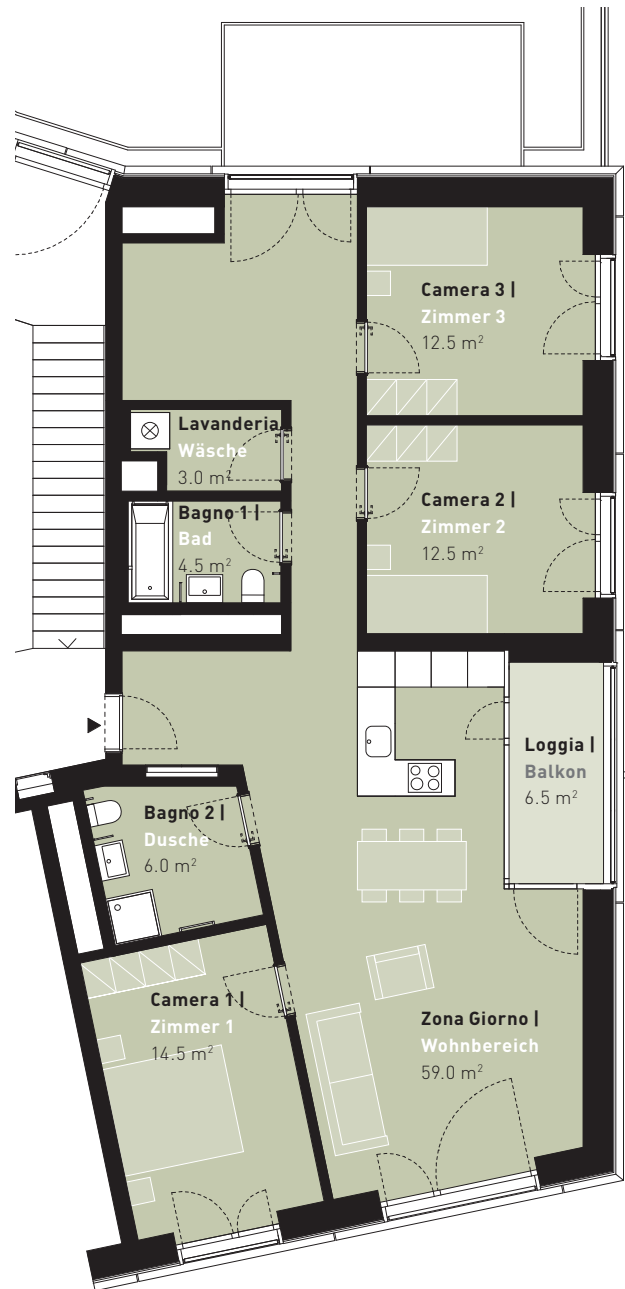 Camera 3 |
Zimmer 3
12.5 m²
Lavanderia
Wäsche
3.0 m²
Camera 2 |
Zimmer 2
12.5 m²
Bagno 1 |
Bad
4.5 m²
Loggia |
Balkon
6.5 m²
Bagno 2 |
Dusche
6.0 m²
Camera 1 |
Zimmer 1
14.5 m²
Zona Giorno |
Wohnbereich
59.0 m²